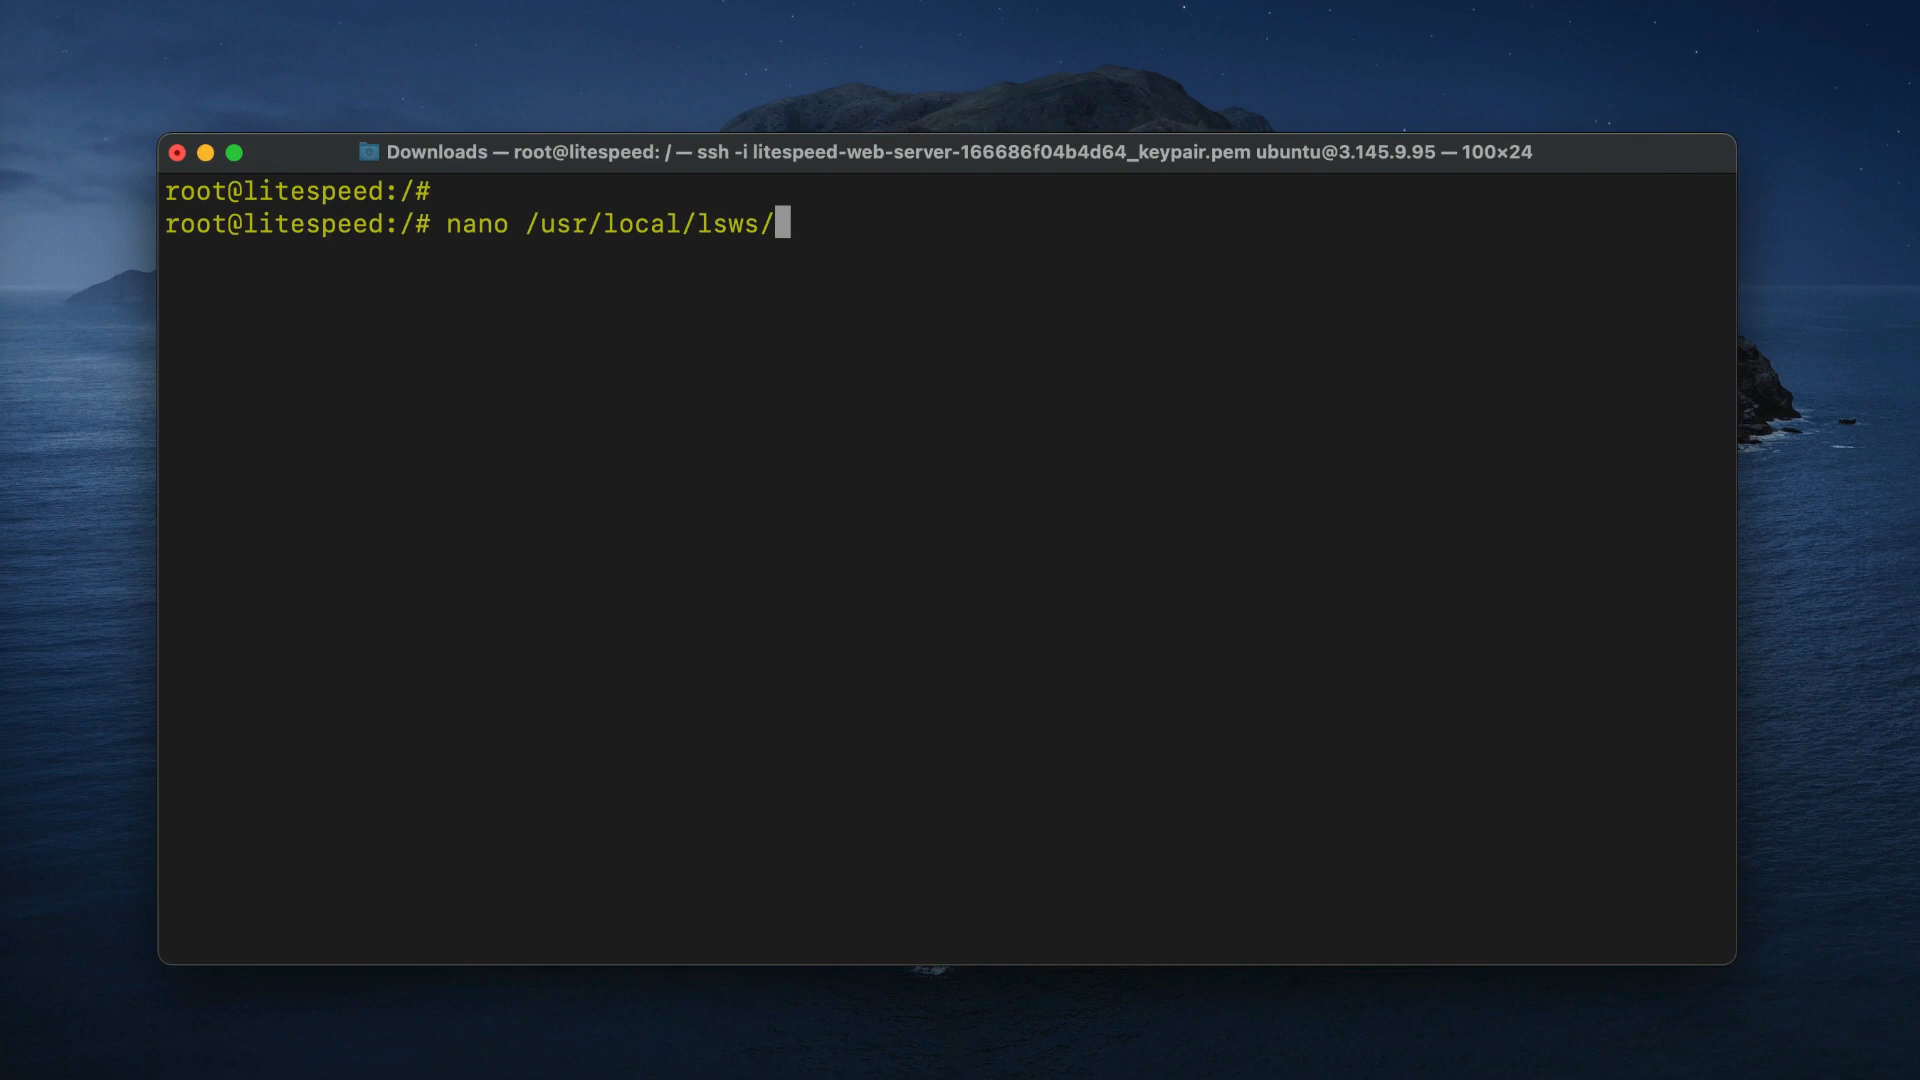 Downloads — root@litespeed: / — ssh -i litespeed-web-server-166686f04b4d64_keypair.pem ubuntu@3.145.9.95 — 100×24
root@litespeed:/#
root@litespeed:/# nano /usr/local/lsws/